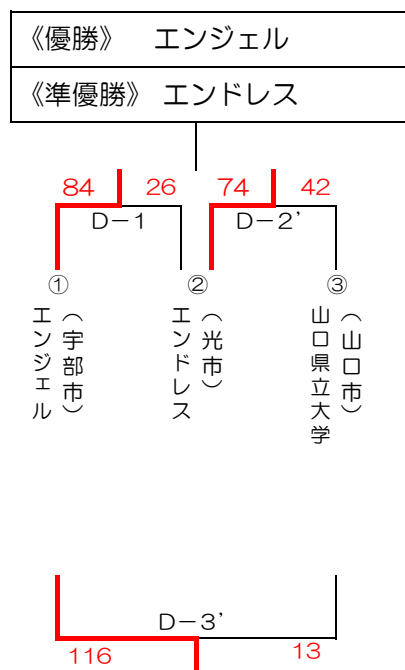 《優勝》 エンジェル
《準優勝》 エンドレス
84 26 74 42
D-1 D-2’
① ② ③
エンジェル
(宇部市)
エンドレス
(光市)
山口県立大学
(山口市)
D-3’
116 13